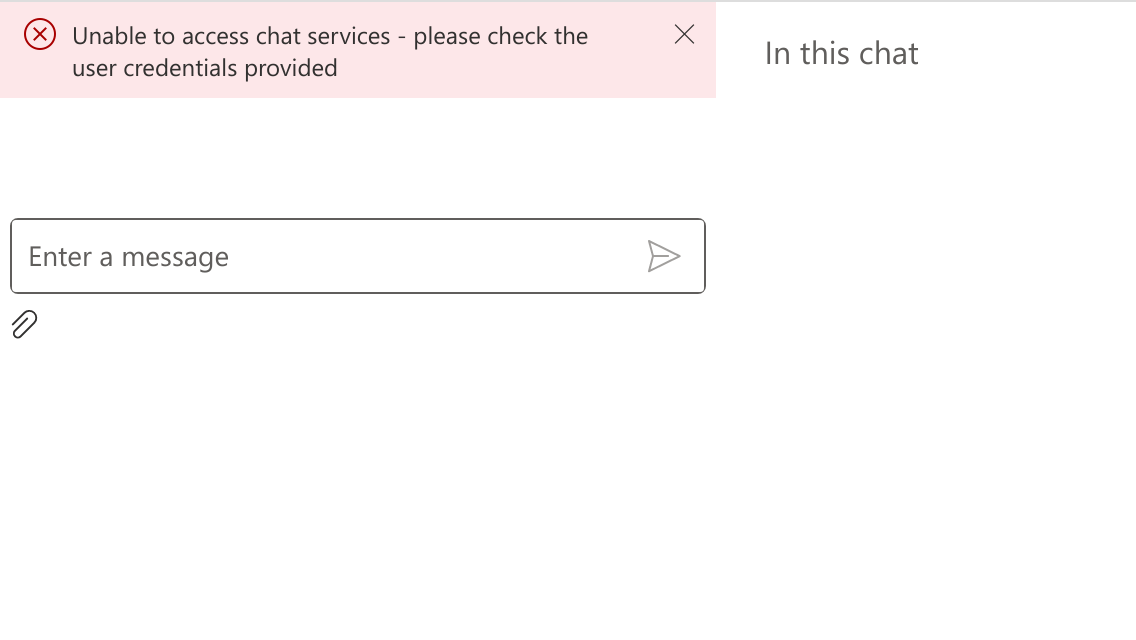 Unable to access chat services - please check the
user credentials provided
In this chat
Enter a message